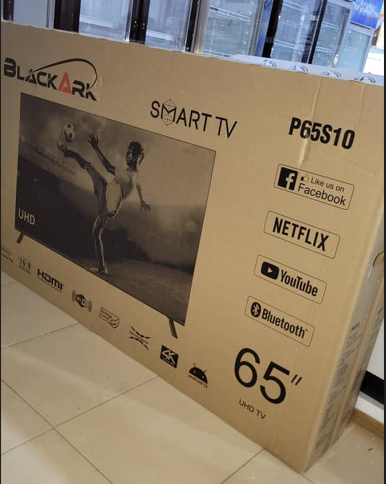 BLACKARK
SMART TV
P65S10
Like us on
Facebook
NETFLIX
YouTube
Bluetooth
UHD
HDMI
4K
65"
UHD TV